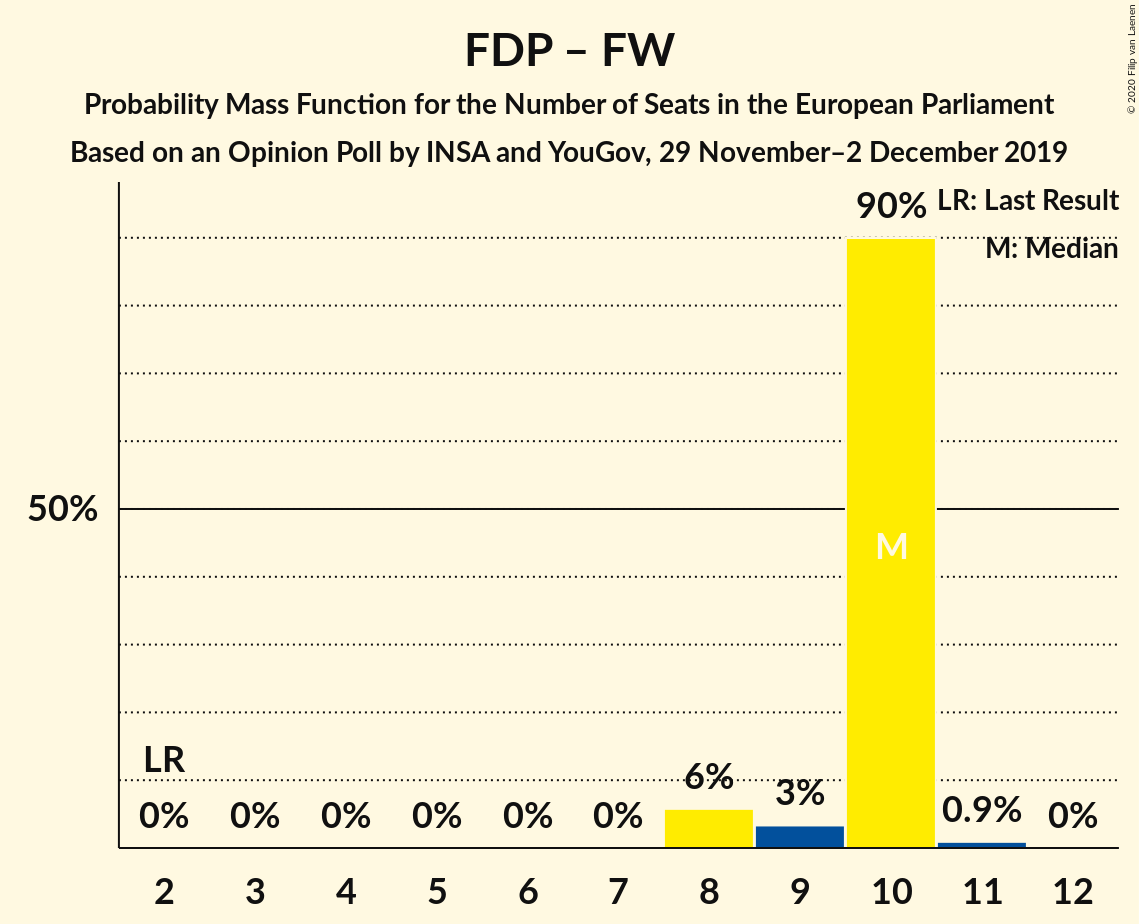 FDP – FW
Probability Mass Function for the Number of Seats in the European Parliament
Based on an Opinion Poll by INSA and YouGov, 29 November–2 December 2019
© 2020 Filip van Laenen
90%
LR: Last Result
M: Median
50%
M
LR
0% 0% 0% 0% 0% 0% 6% 3% 0.9% 0%
2 3 4 5 6 7 8 9 10 11 12